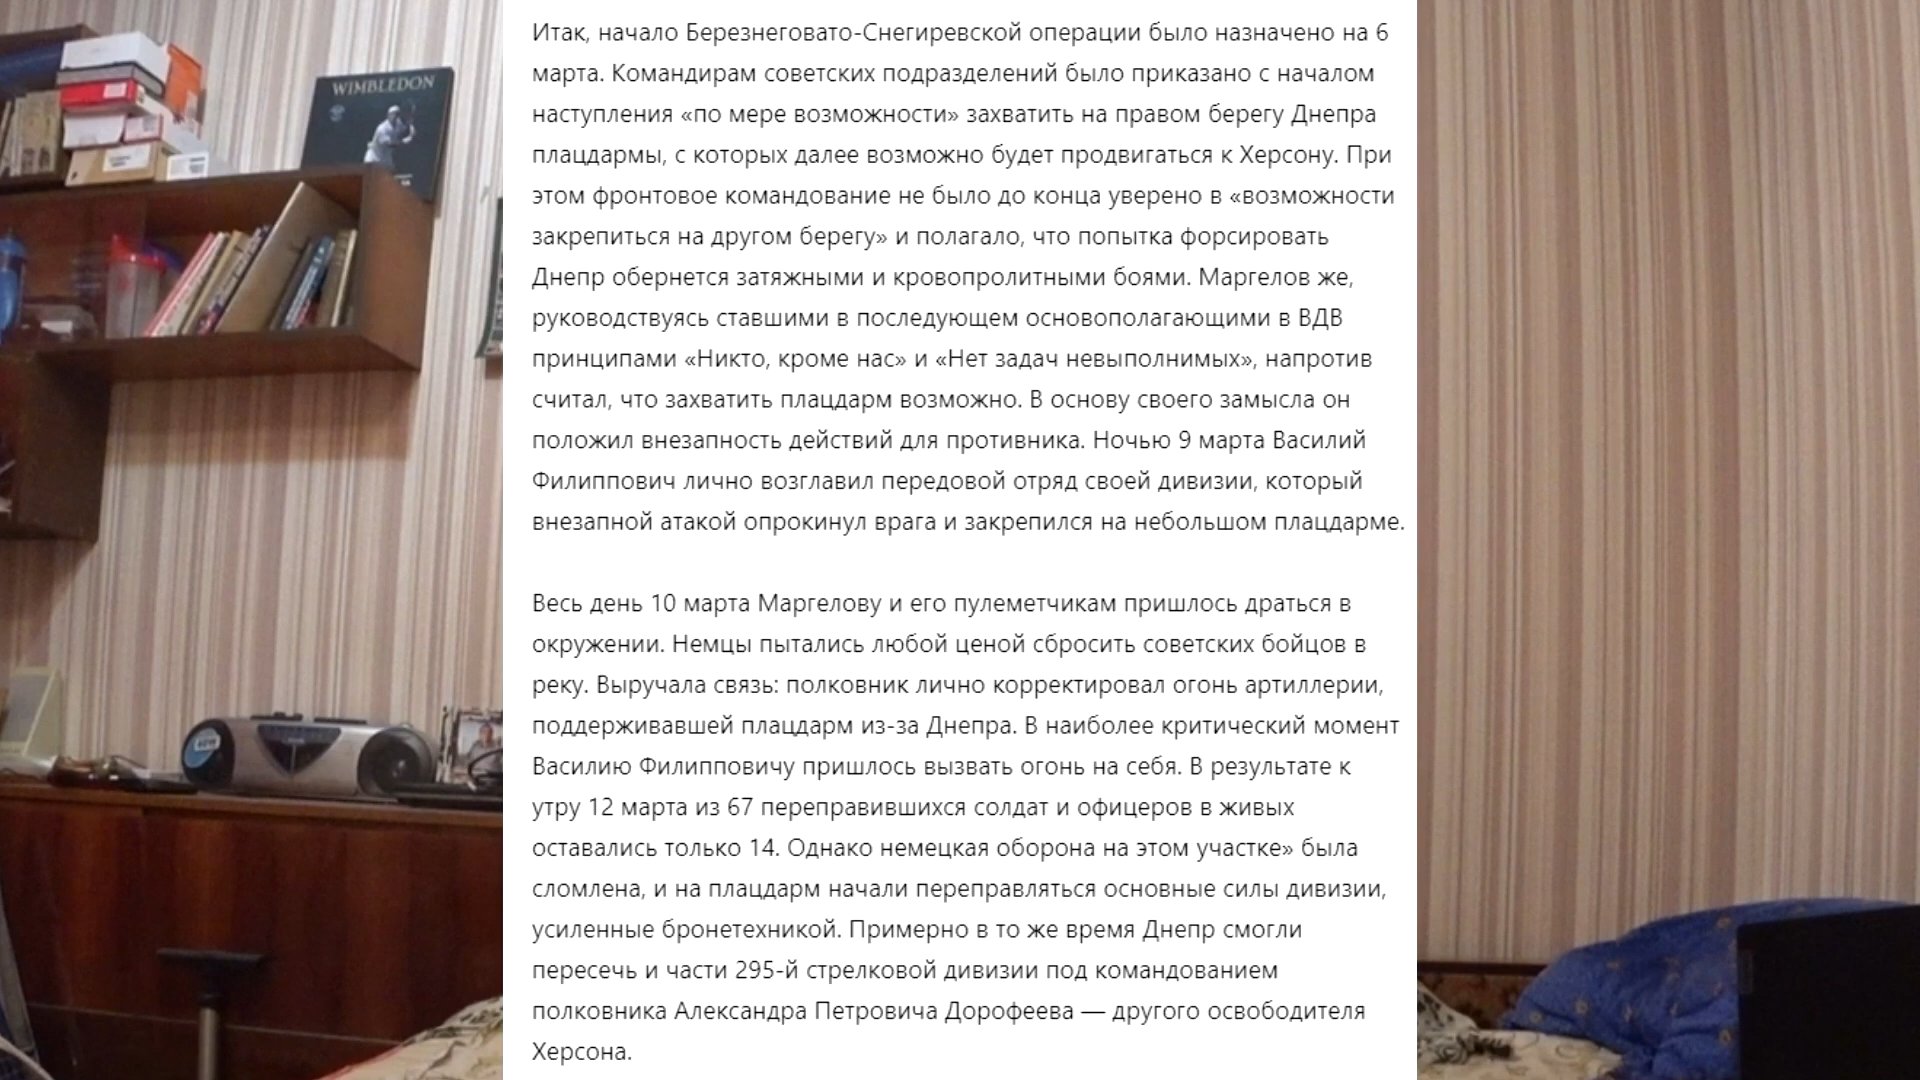 WIMBLEDON
Итак, начало Березнеговато-Снегиревской операции было назначено на 6
марта. Командирам советских подразделений было приказано с началом
наступления «по мере возможности» захватить на правом берегу Днепра
плацдармы, с которых далее возможно будет продвигаться к Херсону. При
этом фронтовое командование не было до конца уверено в «возможности
закрепиться на другом берегу» и полагало, что попытка форсировать
Днепр обернется затяжными и кровопролитными боями. Маргелов же,
руководствуясь ставшими в последующем основополагающими в ВДВ
принципами «Никто, кроме нас» и «Нет задач невыполнимых», напротив
считал, что захватить плацдарм возможно. В основу своего замысла он
положил внезапность действий для противника. Ночью 9 марта Василий
Филиппович лично возглавил передовой отряд своей дивизии, который
внезапной атакой опрокинул врага и закрепился на небольшом плацдарме.
Весь день 10 марта Маргелову и его пулеметчикам пришлось драться в
окружении. Немцы пытались любой ценой сбросить советских бойцов в
реку. Выручала связь: полковник лично корректировал огонь артиллерии,
поддерживавшей плацдарм из-за Днепра. В наиболее критический момент
Василию Филипповичу пришлось вызвать огонь на себя. В результате к
утру 12 марта из 67 переправившихся солдат и офицеров в живых
оставались только 14. Однако немецкая оборона на этом участке» была
сломлена, и на плацдарм начали переправляться основные силы дивизии,
усиленные бронетехникой. Примерно в то же время Днепр смогли
пересечь и части 295-й стрелковой дивизии под командованием
полковника Александра Петровича Дорофеева — другого освободителя
Херсона.